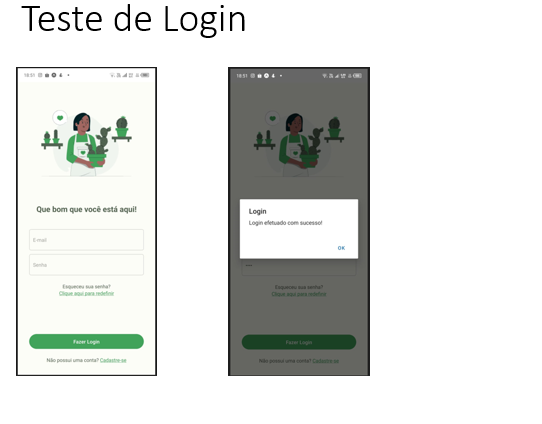 Teste de Login
18:51
Que bom que você está aqui!
E-mail
Senha
Esqueceu sua senha?
Clique aqui para redefinir
Fazer Login
Não possui uma conta? Cadastre-se
18:51
Login
Login efetuado com sucesso!
OK
····
Esqueceu sua senha?
Clique aqui para redefinir
Fazer Login
Não possui uma conta? Cadastre-se